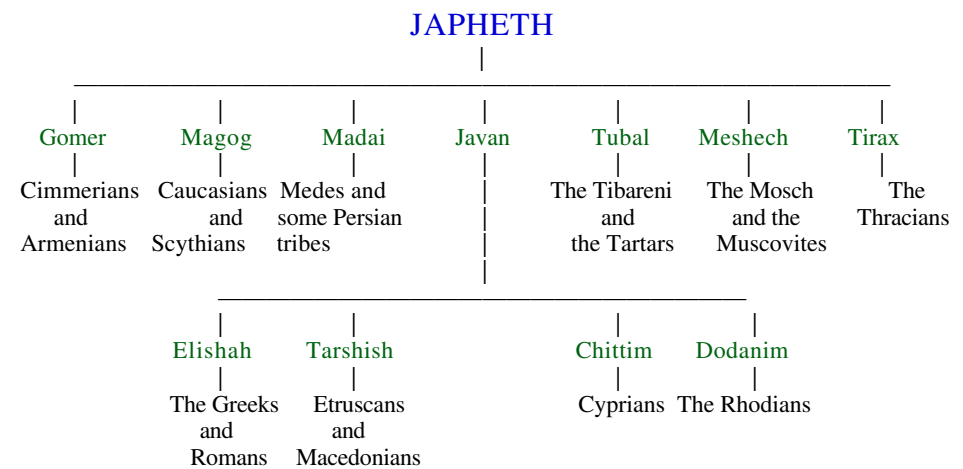 JAPHETH
Gomer Magog Madai Javan Tubal Meshech Tirax
Cimmerians Caucasians Medes and The Tibareni The Mosch The
and and some Persian and and the Thracians
Armenians Scythians tribes the Tartars Muscovites
Elishah Tarshish Chittim Dodanim
The Greeks Etruscans Cyprians The Rhodians
and and
Romans Macedonians